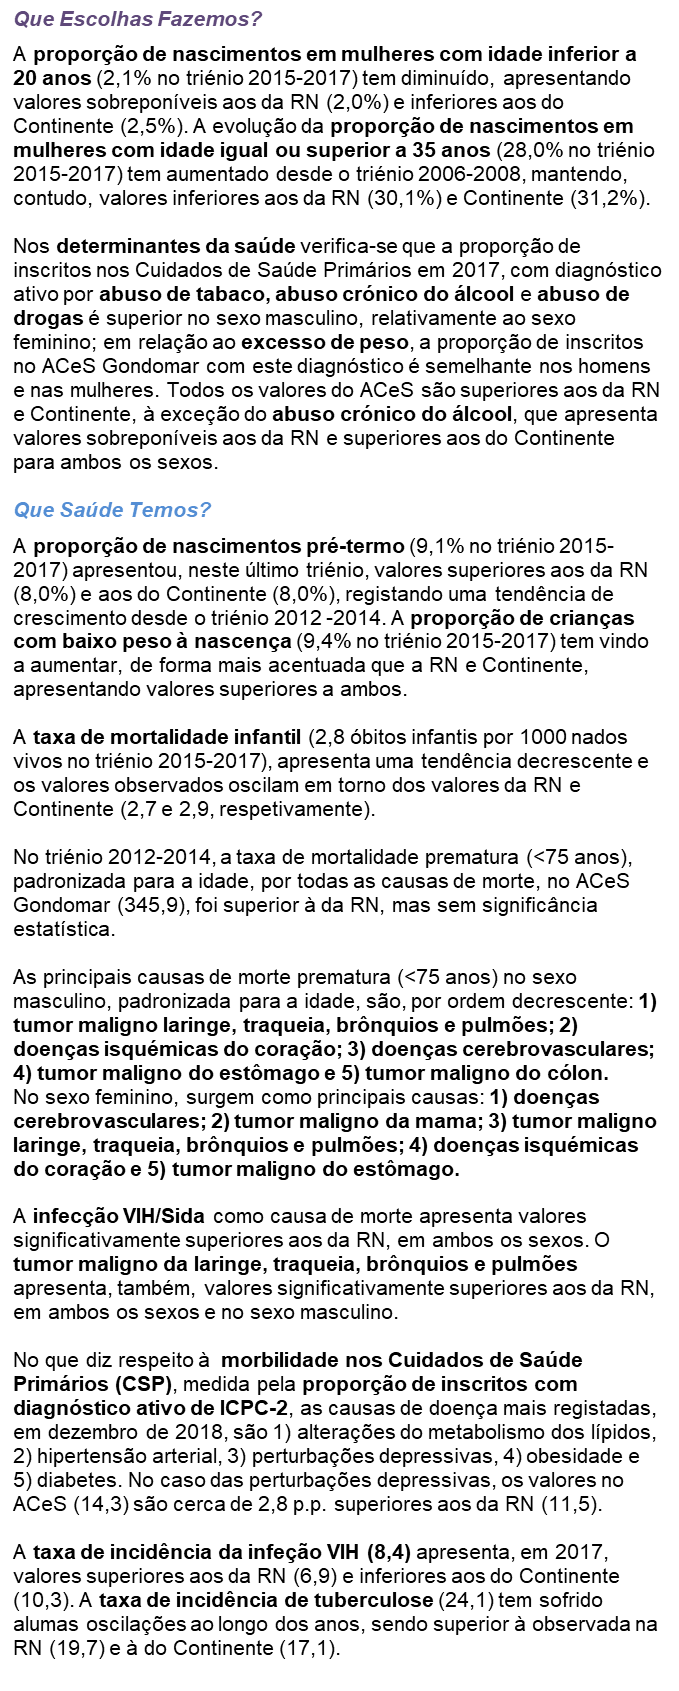 Que Escolhas Fazemos?
A proporção de nascimentos em mulheres com idade inferior a
20 anos (2,1% no triénio 2015-2017) tem diminuído, apresentando
valores sobreponíveis aos da RN (2,0%) e inferiores aos do
Continente (2,5%). A evolução da proporção de nascimentos em
mulheres com idade igual ou superior a 35 anos (28,0% no triénio
2015-2017) tem aumentado desde o triénio 2006-2008, mantendo,
contudo, valores inferiores aos da RN (30,1%) e Continente (31,2%).
Nos determinantes da saúde verifica-se que a proporção de
inscritos nos Cuidados de Saúde Primários em 2017, com diagnóstico
ativo por abuso de tabaco, abuso crónico do álcool e abuso de
drogas é superior no sexo masculino, relativamente ao sexo
feminino; em relação ao excesso de peso, a proporção de inscritos
no ACeS Gondomar com este diagnóstico é semelhante nos homens
e nas mulheres. Todos os valores do ACeS são superiores aos da RN
e Continente, à exceção do abuso crónico do álcool, que apresenta
valores sobreponíveis aos da RN e superiores aos do Continente
para ambos os sexos.
Que Saúde Temos?
A proporção de nascimentos pré-termo (9,1% no triénio 2015-
2017) apresentou, neste último triénio, valores superiores aos da RN
(8,0%) e aos do Continente (8,0%), registando uma tendência de
crescimento desde o triénio 2012 -2014. A proporção de crianças
com baixo peso à nascença (9,4% no triénio 2015-2017) tem vindo
a aumentar, de forma mais acentuada que a RN e Continente,
apresentando valores superiores a ambos.
A taxa de mortalidade infantil (2,8 óbitos infantis por 1000 nados
vivos no triénio 2015-2017), apresenta uma tendência decrescente e
os valores observados oscilam em torno dos valores da RN e
Continente (2,7 e 2,9, respetivamente).
No triénio 2012-2014, a taxa de mortalidade prematura (<75 anos),
padronizada para a idade, por todas as causas de morte, no ACeS
Gondomar (345,9), foi superior à da RN, mas sem significância
estatística.
As principais causas de morte prematura (<75 anos) no sexo
masculino, padronizada para a idade, são, por ordem decrescente: 1)
tumor maligno laringe, traqueia, brônquios e pulmões; 2)
doenças isquémicas do coração; 3) doenças cerebrovasculares;
4) tumor maligno do estômago e 5) tumor maligno do cólon.
No sexo feminino, surgem como principais causas: 1) doenças
cerebrovasculares; 2) tumor maligno da mama; 3) tumor maligno
laringe, traqueia, brônquios e pulmões; 4) doenças isquémicas
do coração e 5) tumor maligno do estômago.
A infecção VIH/Sida como causa de morte apresenta valores
significativamente superiores aos da RN, em ambos os sexos. O
tumor maligno da laringe, traqueia, brônquios e pulmões
apresenta, também, valores significativamente superiores aos da RN,
em ambos os sexos e no sexo masculino.
No que diz respeito à morbilidade nos Cuidados de Saúde
Primários (CSP), medida pela proporção de inscritos com
diagnóstico ativo de ICPC-2, as causas de doença mais registadas,
em dezembro de 2018, são 1) alterações do metabolismo dos lípidos,
2) hipertensão arterial, 3) perturbações depressivas, 4) obesidade e
5) diabetes. No caso das perturbações depressivas, os valores no
ACeS (14,3) são cerca de 2,8 p.p. superiores aos da RN (11,5).
A taxa de incidência da infeção VIH (8,4) apresenta, em 2017,
valores superiores aos da RN (6,9) e inferiores aos do Continente
(10,3). A taxa de incidência de tuberculose (24,1) tem sofrido
alumas oscilações ao longo dos anos, sendo superior à observada na
RN (19,7) e à do Continente (17,1).